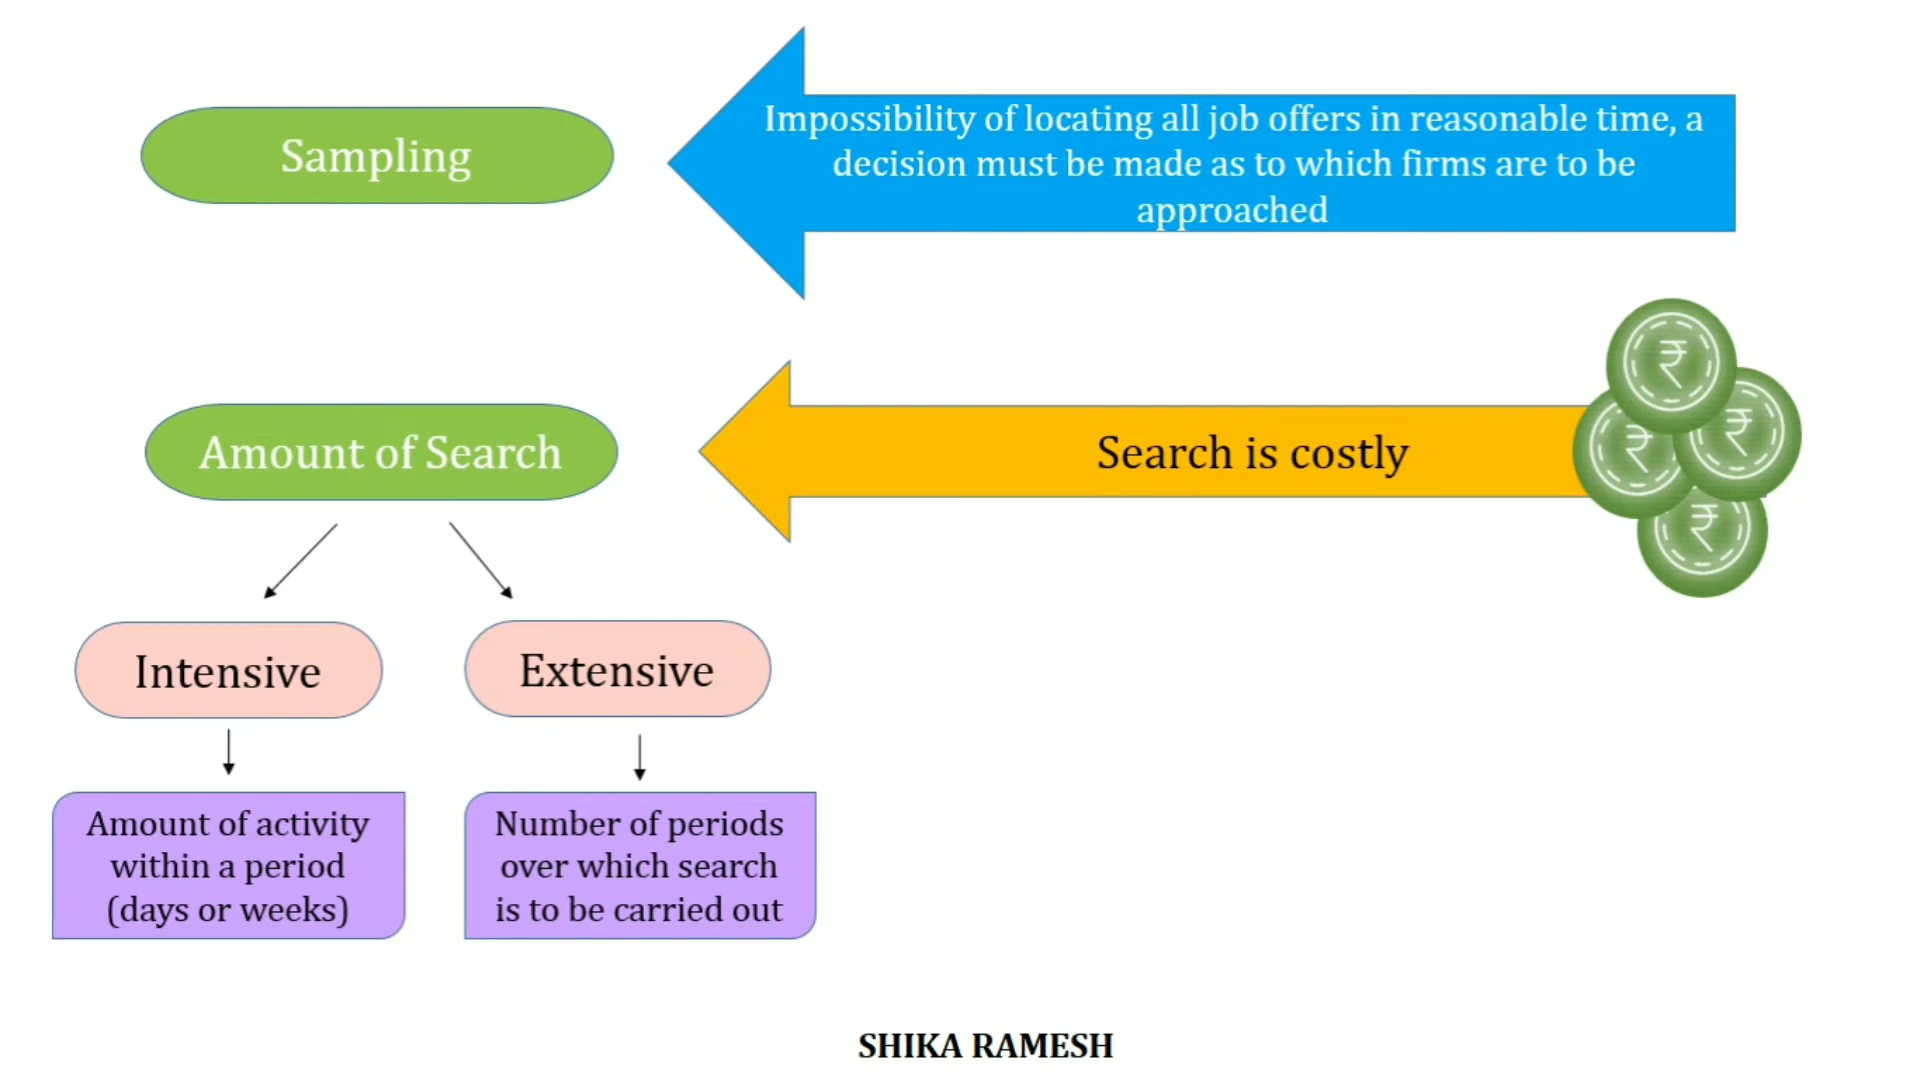 Sampling
Impossibility of locating all job offers in reasonable time, a
decision must be made as to which firms are to be
approached
Amount of Search
Search is costly
₹
₹
₹
₹
Intensive
Extensive
Amount of activity
within a period
(days or weeks)
Number of periods
over which search
is to be carried out
SHIKA RAMESH